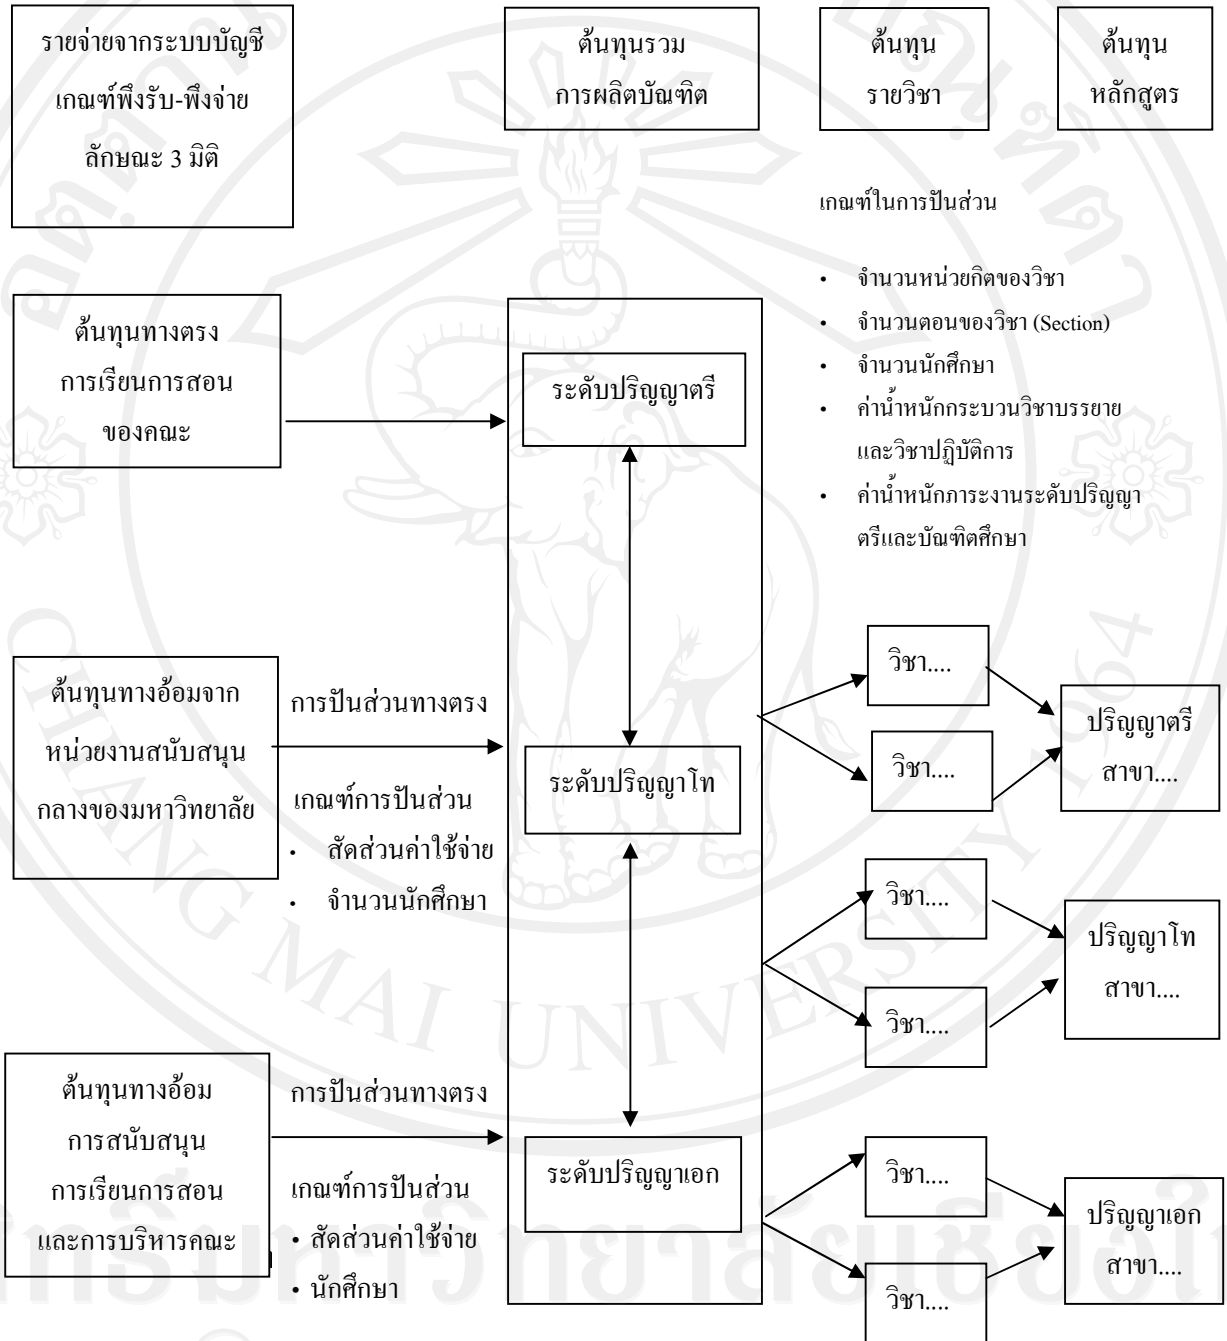 รายจ่ายจากระบบบัญชี
เกณฑ์พึงรับ-พึงจ่าย
ลักษณะ 3 มิติ
ต้นทุนรวม
การผลิตบัณฑิต
ต้นทุน
รายวิชา
ต้นทุน
หลักสูตร
เกณฑ์ในการปันส่วน
• จำนวนหน่วยกิตของวิชา
• จำนวนตอนของวิชา (Section)
• จำนวนนักศึกษา
• ค่าน้ำหนักกระบวนวิชาบรรยาย
และวิชาปฏิบัติการ
• ค่าน้ำหนักภาระงานระดับปริญญา
ตรีและบัณฑิตศึกษา
ต้นทุนทางตรง
การเรียนการสอน
ของคณะ
ระดับปริญญาตรี
ต้นทุนทางอ้อมจาก
หน่วยงานสนับสนุน
กลางของมหาวิทยาลัย
การปันส่วนทางตรง
เกณฑ์การปันส่วน
• สัดส่วนค่าใช้จ่าย
• จำนวนนักศึกษา
ระดับปริญญาโท
วิชา....
วิชา....
ปริญญาตรี
สาขา....
วิชา....
วิชา....
ปริญญาโท
สาขา....
ต้นทุนทางอ้อม
การสนับสนุน
การเรียนการสอน
และการบริหารคณะ
การปันส่วนทางตรง
เกณฑ์การปันส่วน
• สัดส่วนค่าใช้จ่าย
• นักศึกษา
ระดับปริญญาเอก
วิชา....
วิชา....
ปริญญาเอก
สาขา....
CHIANG MAI UNIVERSITY 1964